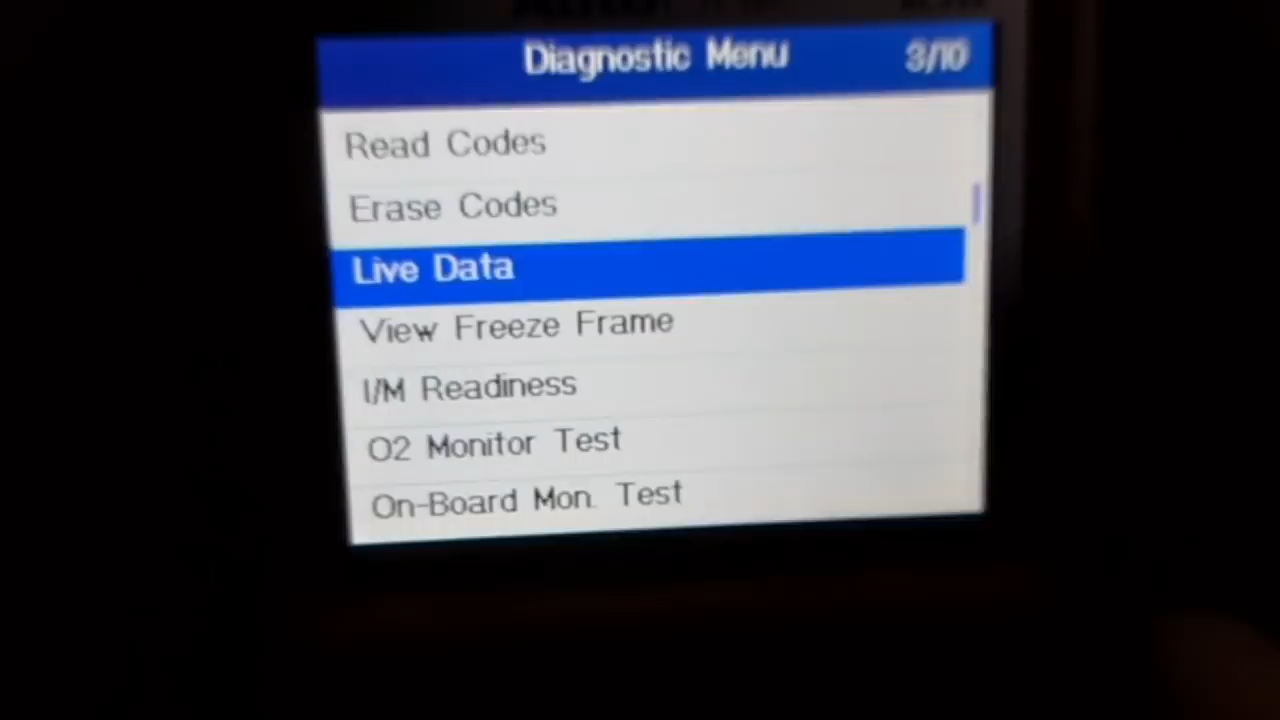 Diagnostic Menu 3/10
Read Codes
Erase Codes
Live Data
View Freeze Frame
I/M Readiness
O2 Monitor Test
On-Board Mon. Test